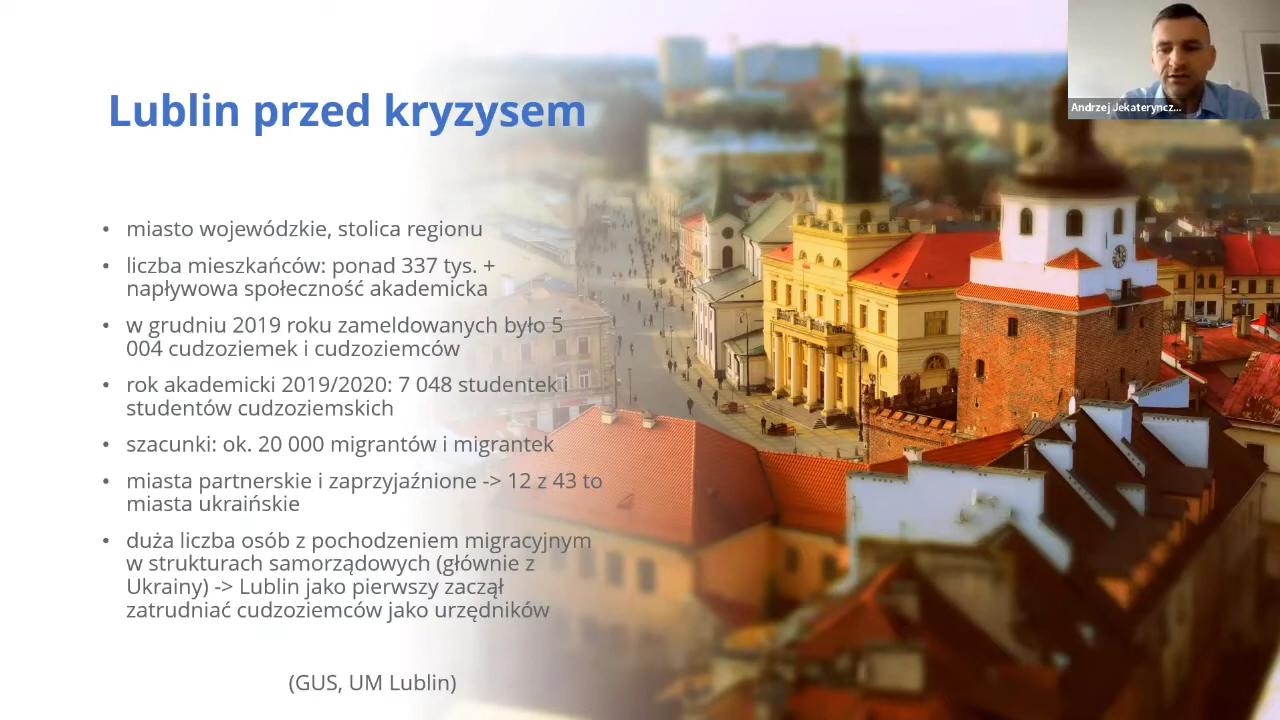 Andrzej Jekateryncz...
Lublin przed kryzysem
• miasto wojewódzkie, stolica regionu
• liczba mieszkańców: ponad 337 tys. +
napływowa społeczność akademicka
• w grudniu 2019 roku zameldowanych było 5
004 cudzoziemek i cudzoziemców
• rok akademicki 2019/2020: 7 048 studentek i
studentów cudzoziemskich
• szacunki: ok. 20 000 migrantów i migrantek
• miasta partnerskie i zaprzyjaźnione -> 12 z 43 to
miasta ukraińskie
• duża liczba osób z pochodzeniem migracyjnym
w strukturach samorządowych (głównie z
Ukrainy) -> Lublin jako pierwszy zaczął
zatrudniać cudzoziemców jako urzędników
(GUS, UM Lublin)